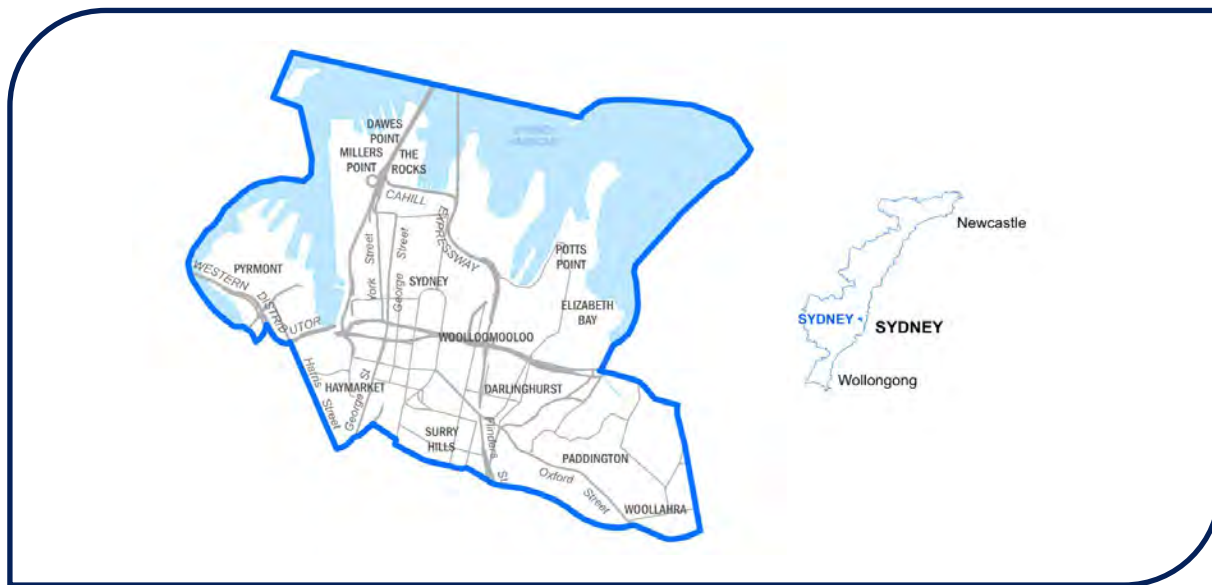 DAWES
POINT
MILLERS
POINT
THE
ROCKS
SYDNEY
HARBOUR
CAHILL
EXPRESSWAY
York Street
George Street
SYDNEY
POTTS
POINT
PYRMONT
WESTERN
DISTRIBUTOR
ELIZABETH
BAY
WOOLLOOMOOLOO
Harris Street
HAYMARKET
George St
DARLINGHURST
SURRY
HILLS
Flinders St
PADDINGTON
Oxford Street
WOOLLAHRA
Newcastle
SYDNEY
SYDNEY
Wollongong